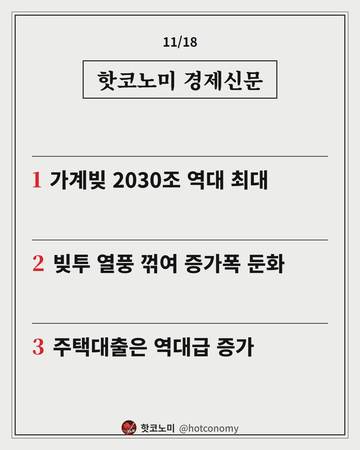 11/18
핫코노미 경제신문
1 가계빚 2030조 역대 최대
2 빚투 열풍 꺾여 증가폭 둔화
3 주택대출은 역대급 증가
핫코노미 @hotconomy